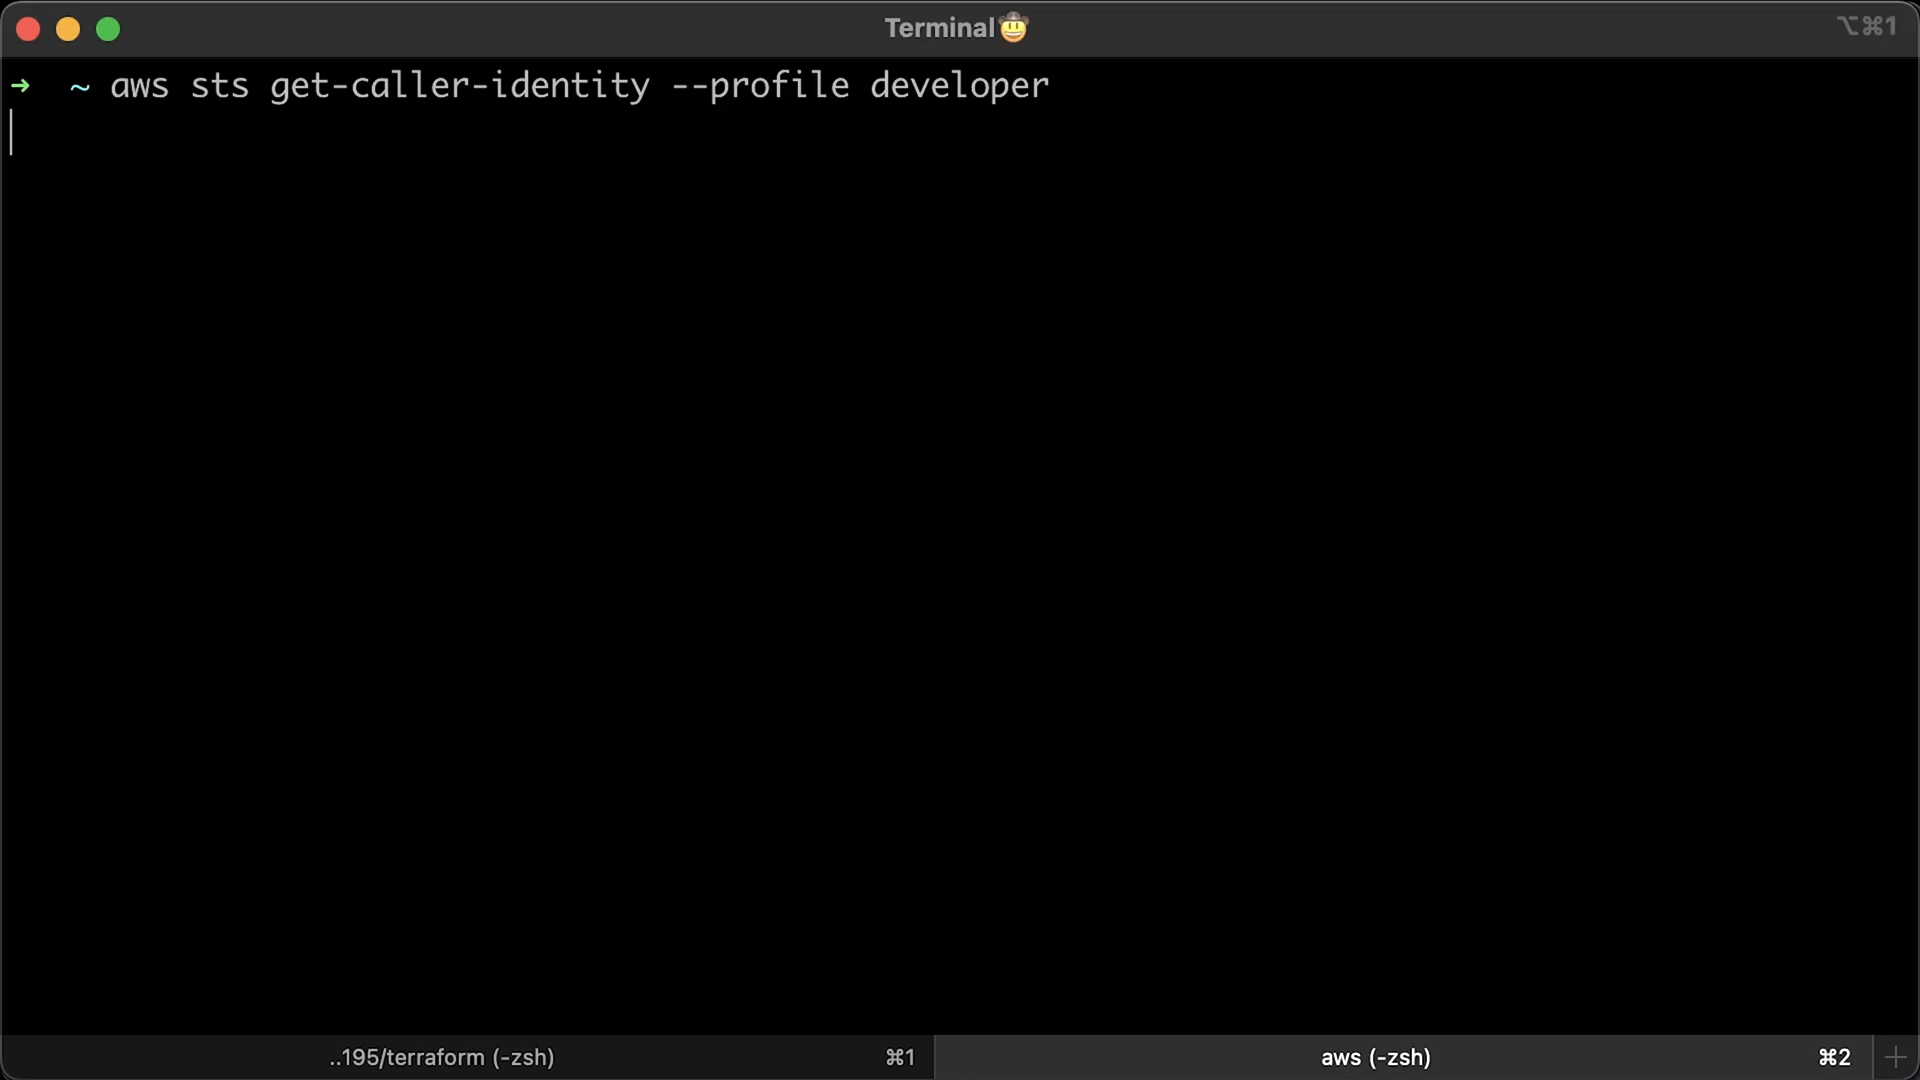 Terminal🤠
⌥⌘1
➜ ~ aws sts get-caller-identity --profile developer
..195/terraform (-zsh) ⌘1
aws (-zsh) ⌘2 +